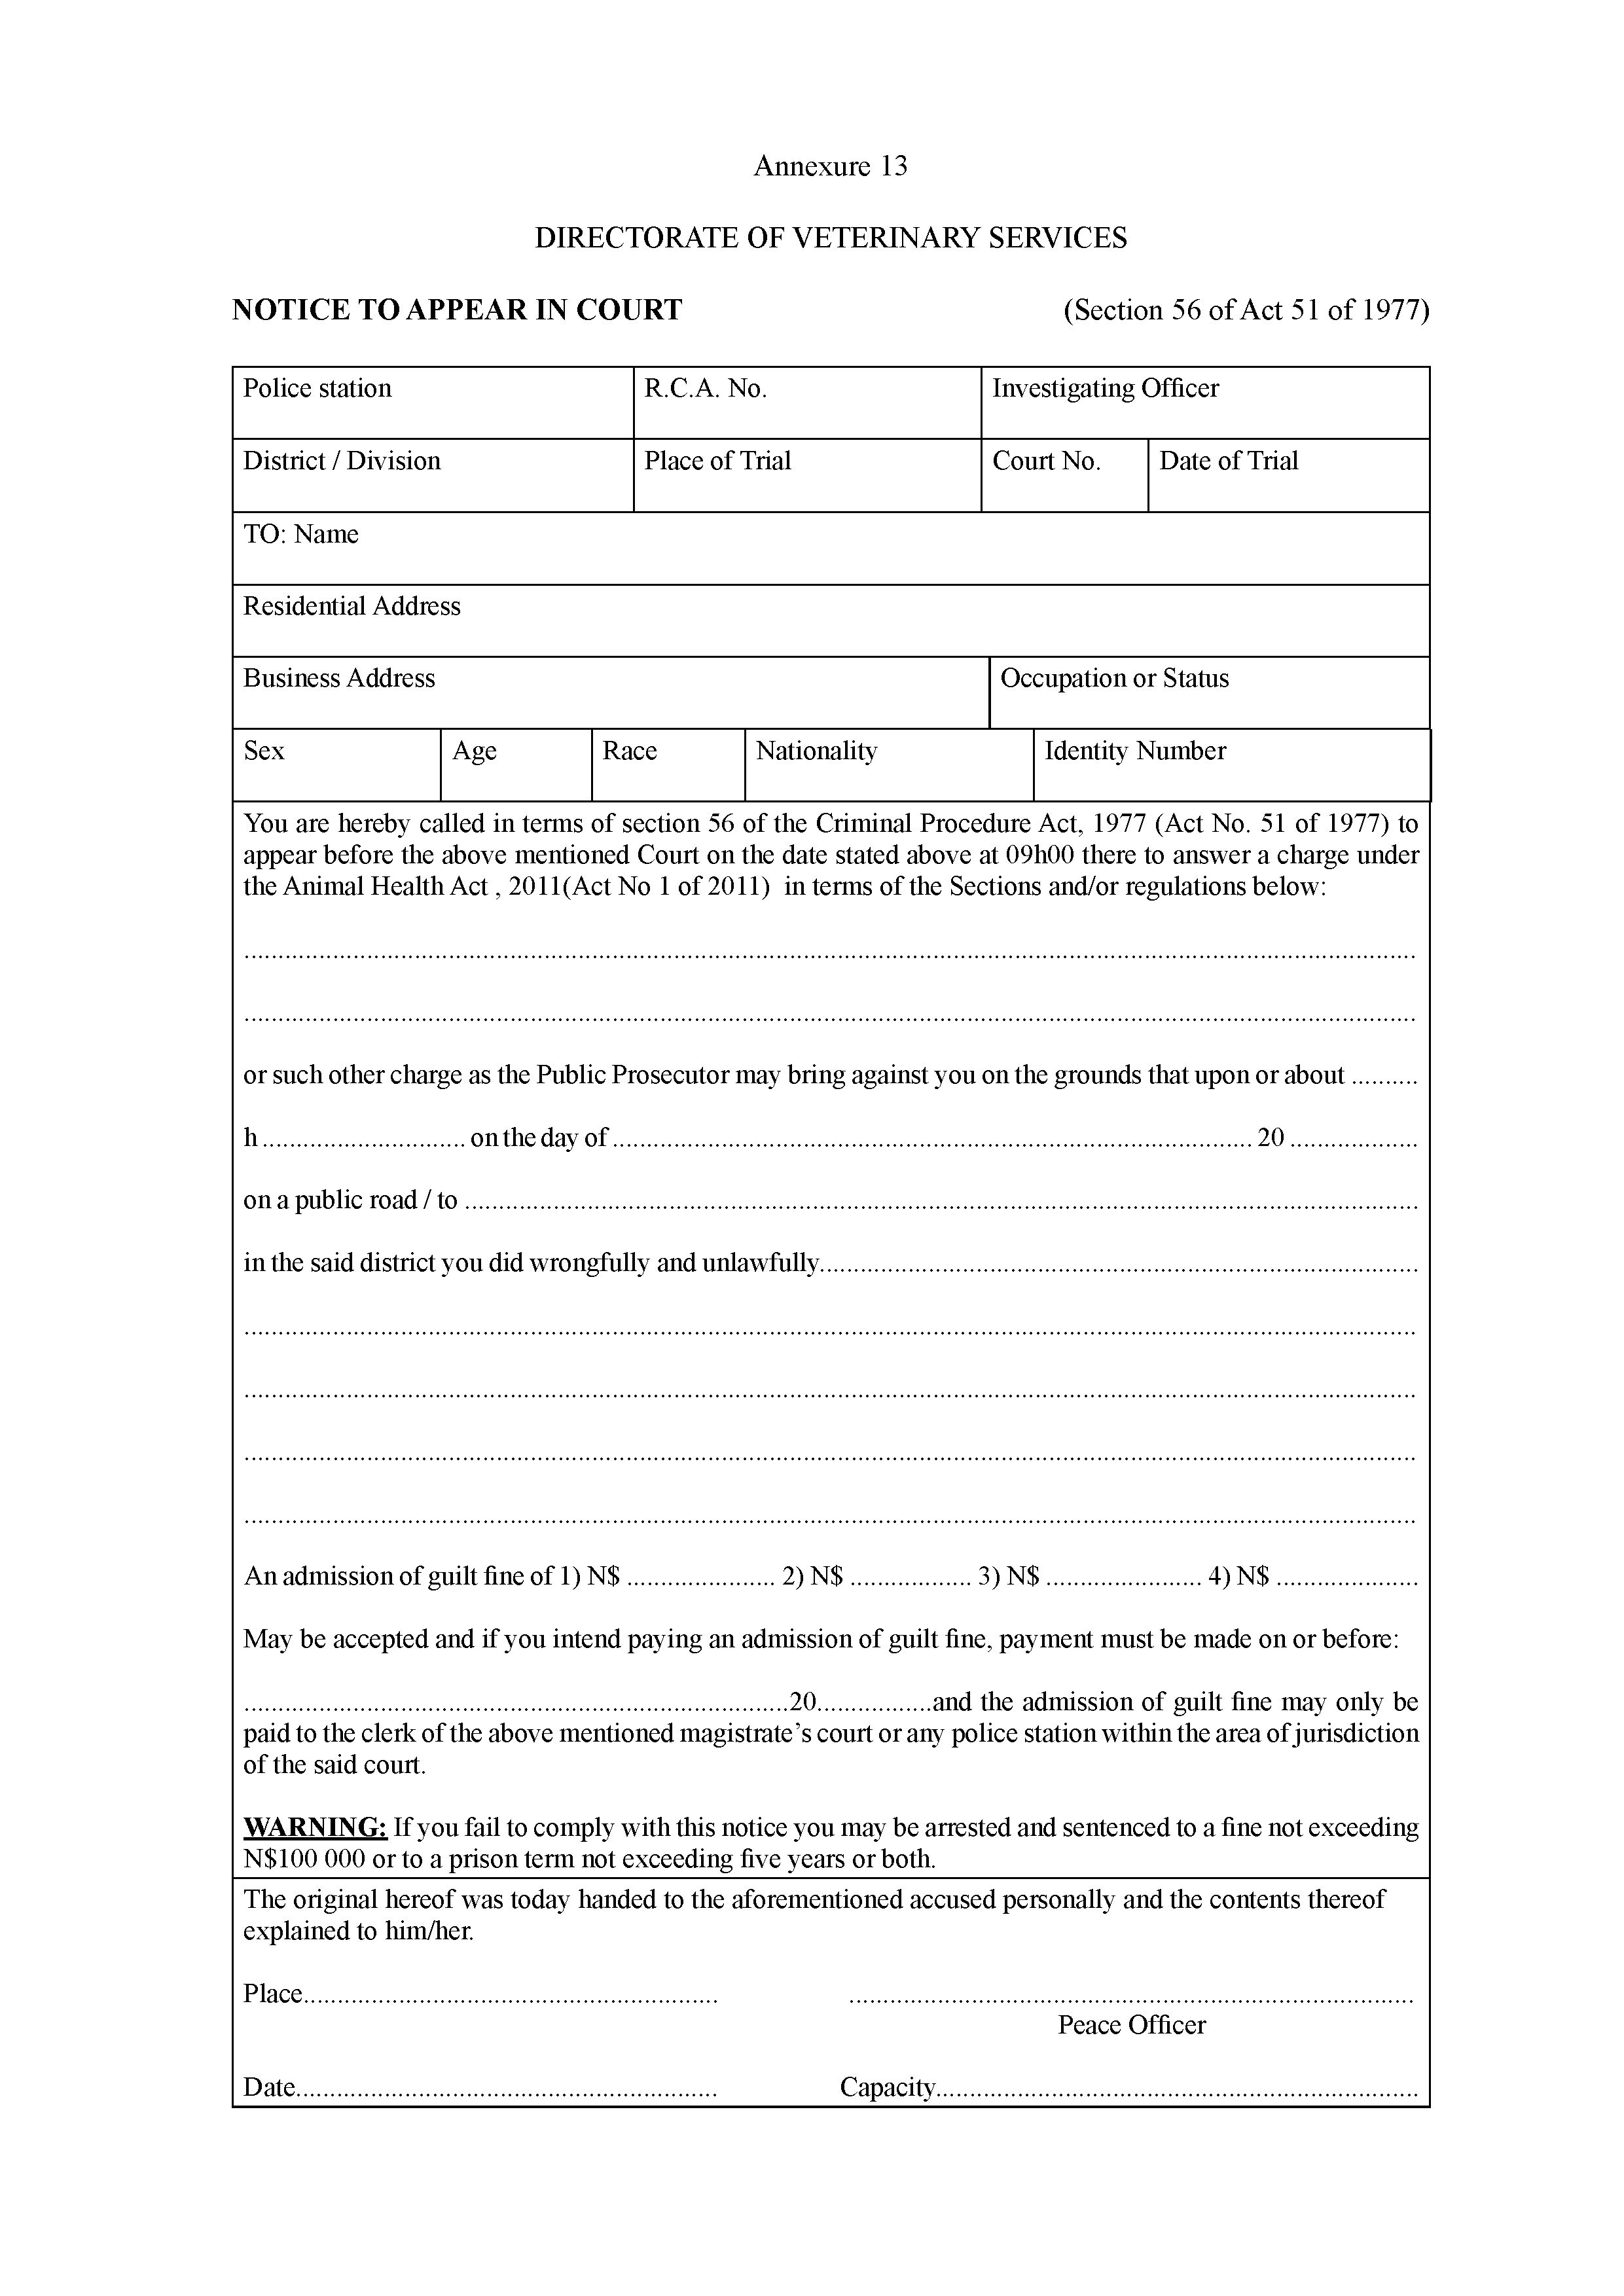 Annexure 13
DIRECTORATE OF VETERINARY SERVICES
NOTICE TO APPEAR IN COURT (Section 56 of Act 51 of 1977)
Police station R.C.A. No. Investigating Officer
District / Division Place of Trial Court No. Date of Trial
TO: Name
Residential Address
Business Address Occupation or Status
Sex Age Race Nationality Identity Number
You are hereby called in terms of section 56 of the Criminal Procedure Act, 1977 (Act No. 51 of 1977) to
appear before the above mentioned Court on the date stated above at 09h00 there to answer a charge under
the Animal Health Act , 2011(Act No 1 of 2011) in terms of the Sections and/or regulations below:
..........
..........
or such other charge as the Public Prosecutor may bring against you on the grounds that upon or about ..........
h .......... on the day of .......... 20 ..........
on a public road / to ..........
in the said district you did wrongfully and unlawfully..........
..........
..........
..........
..........
An admission of guilt fine of 1) N$ .......... 2) N$ .......... 3) N$ .......... 4) N$ ..........
May be accepted and if you intend paying an admission of guilt fine, payment must be made on or before:
..........20..........and the admission of guilt fine may only be
paid to the clerk of the above mentioned magistrate's court or any police station within the area of jurisdiction
of the said court.
WARNING: If you fail to comply with this notice you may be arrested and sentenced to a fine not exceeding
N$100 000 or to a prison term not exceeding five years or both.
The original hereof was today handed to the aforementioned accused personally and the contents thereof
explained to him/her.
Place.......... ..........
Peace Officer
Date.......... Capacity..........